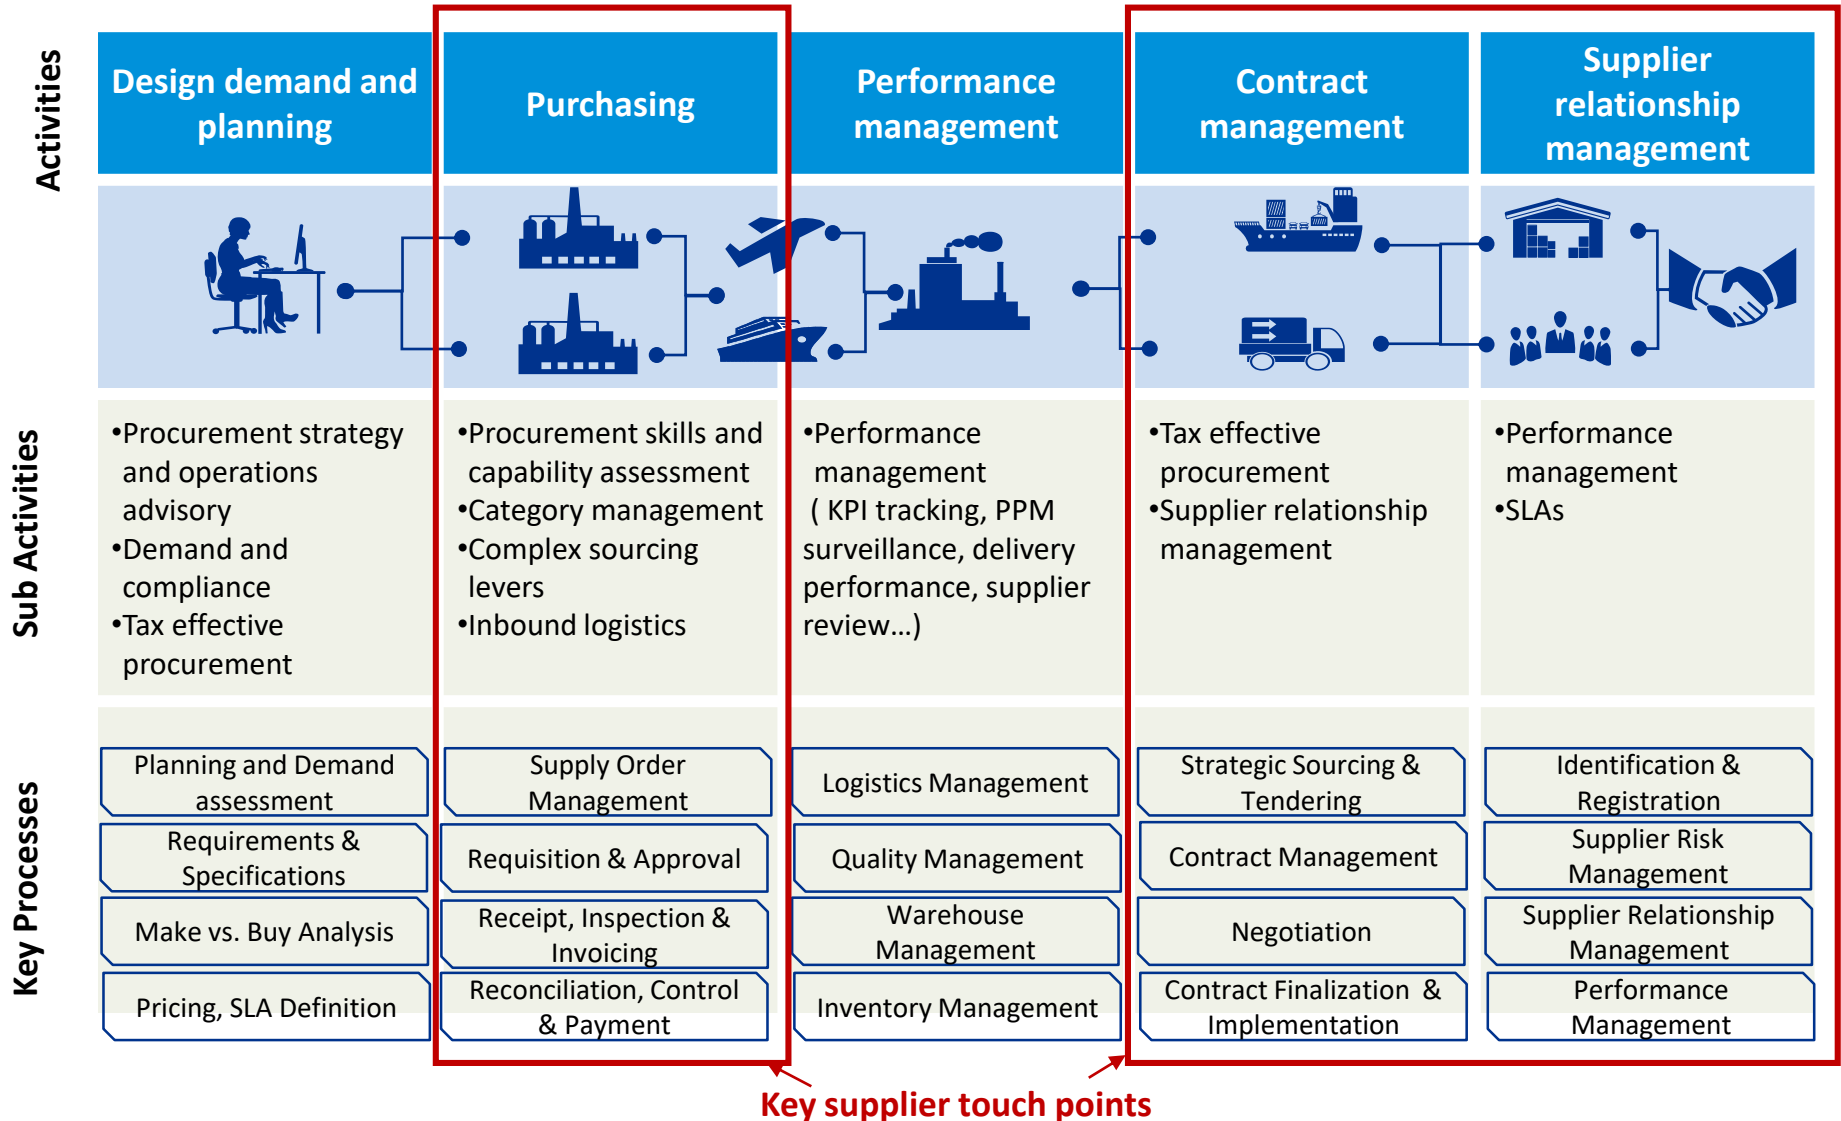 Activities
Design demand and
planning
Purchasing
Performance
management
Contract
management
Supplier
relationship
management
Sub Activities
•Procurement strategy
and operations
advisory
•Demand and
compliance
•Tax effective
procurement
•Procurement skills and
capability assessment
•Category management
•Complex sourcing
levers
•Inbound logistics
•Performance
management
( KPI tracking, PPM
surveillance, delivery
performance, supplier
review...)
•Tax effective
procurement
•Supplier relationship
management
•Performance
management
•SLAs
Key Processes
Planning and Demand
assessment
Requirements &
Specifications
Make vs. Buy Analysis
Pricing, SLA Definition
Supply Order
Management
Requisition & Approval
Receipt, Inspection &
Invoicing
Reconciliation, Control
& Payment
Logistics Management
Quality Management
Warehouse
Management
Inventory Management
Strategic Sourcing &
Tendering
Contract Management
Negotiation
Contract Finalization &
Implementation
Identification &
Registration
Supplier Risk
Management
Supplier Relationship
Management
Performance
Management
Key supplier touch points